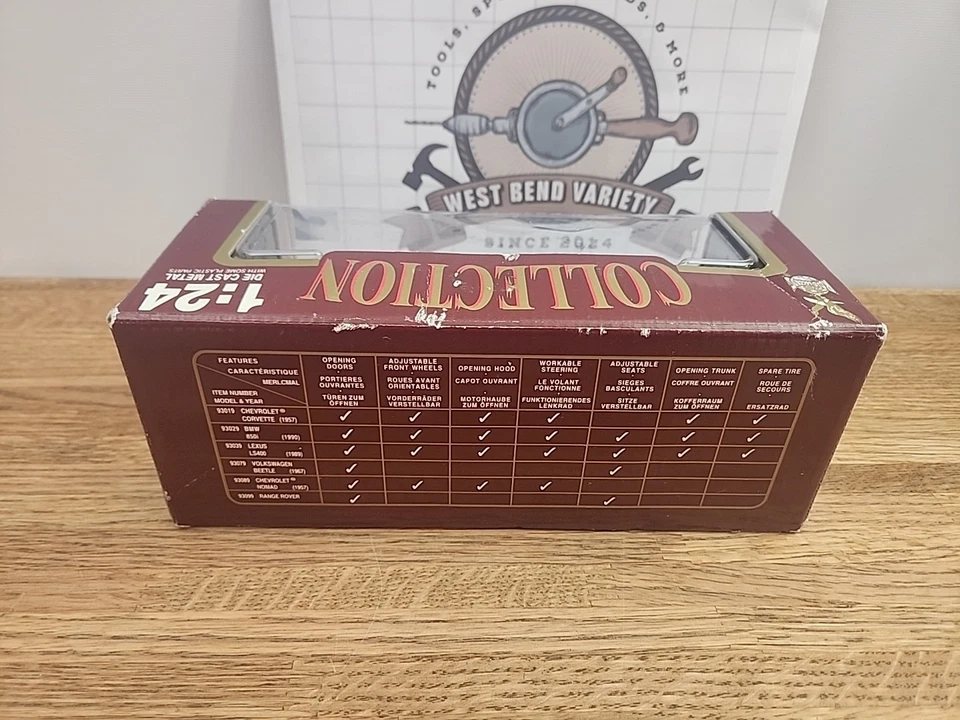 TOOLS, SP
DS, & MORE
WEST BEND VARIETY
SINCE 2024
COLLECTION
1:24
DIE CAST METAL
WITH SOME PLASTIC PARTS
FEATURES
CARACTÉRISTIQUE
MERLCMAL
ITEM NUMBER
MODEL & YEAR
OPENING
DOORS
PORTIERES
OUVRANTES
TÜREN ZUM
ÖFFNEN
ADJUSTABLE
FRONT WHEELS
ROUES AVANT
ORIENTABLES
VORDERRÄDER
VERSTELLBAR
OPENING HOOD
CAPOT OUVRANT
MOTORHAUBE
ZUM ÖFFNEN
WORKABLE
STEERING
LE VOLANT
FONCTIONNE
FUNKTIONIERENDES
LENKRAD
ADJUSTABLE
SEATS
SIEGES
BASCULANTS
SITZE
VERSTELLBAR
OPENING TRUNK
COFFRE OUVRANT
KOFFERRAUM
ZUM ÖFFNEN
SPARE TIRE
ROUE DE
SECOURS
ERSATZRAD
93019 CHEVROLET ® ✓ ✓ ✓ ✓ ✓
CORVETTE (1957)
93029 BMW ✓ ✓ ✓ ✓ ✓ ✓ ✓
850i (1990)
93039 LEXUS ✓ ✓ ✓ ✓ ✓ ✓ ✓
LS400 (1989)
93079 VOLKSWAGEN ✓ ✓
BEETLE (1967)
93089 CHEVROLET ® ✓ ✓ ✓ ✓
NOMAD (1957)
93099 RANGE ROVER ✓ ✓